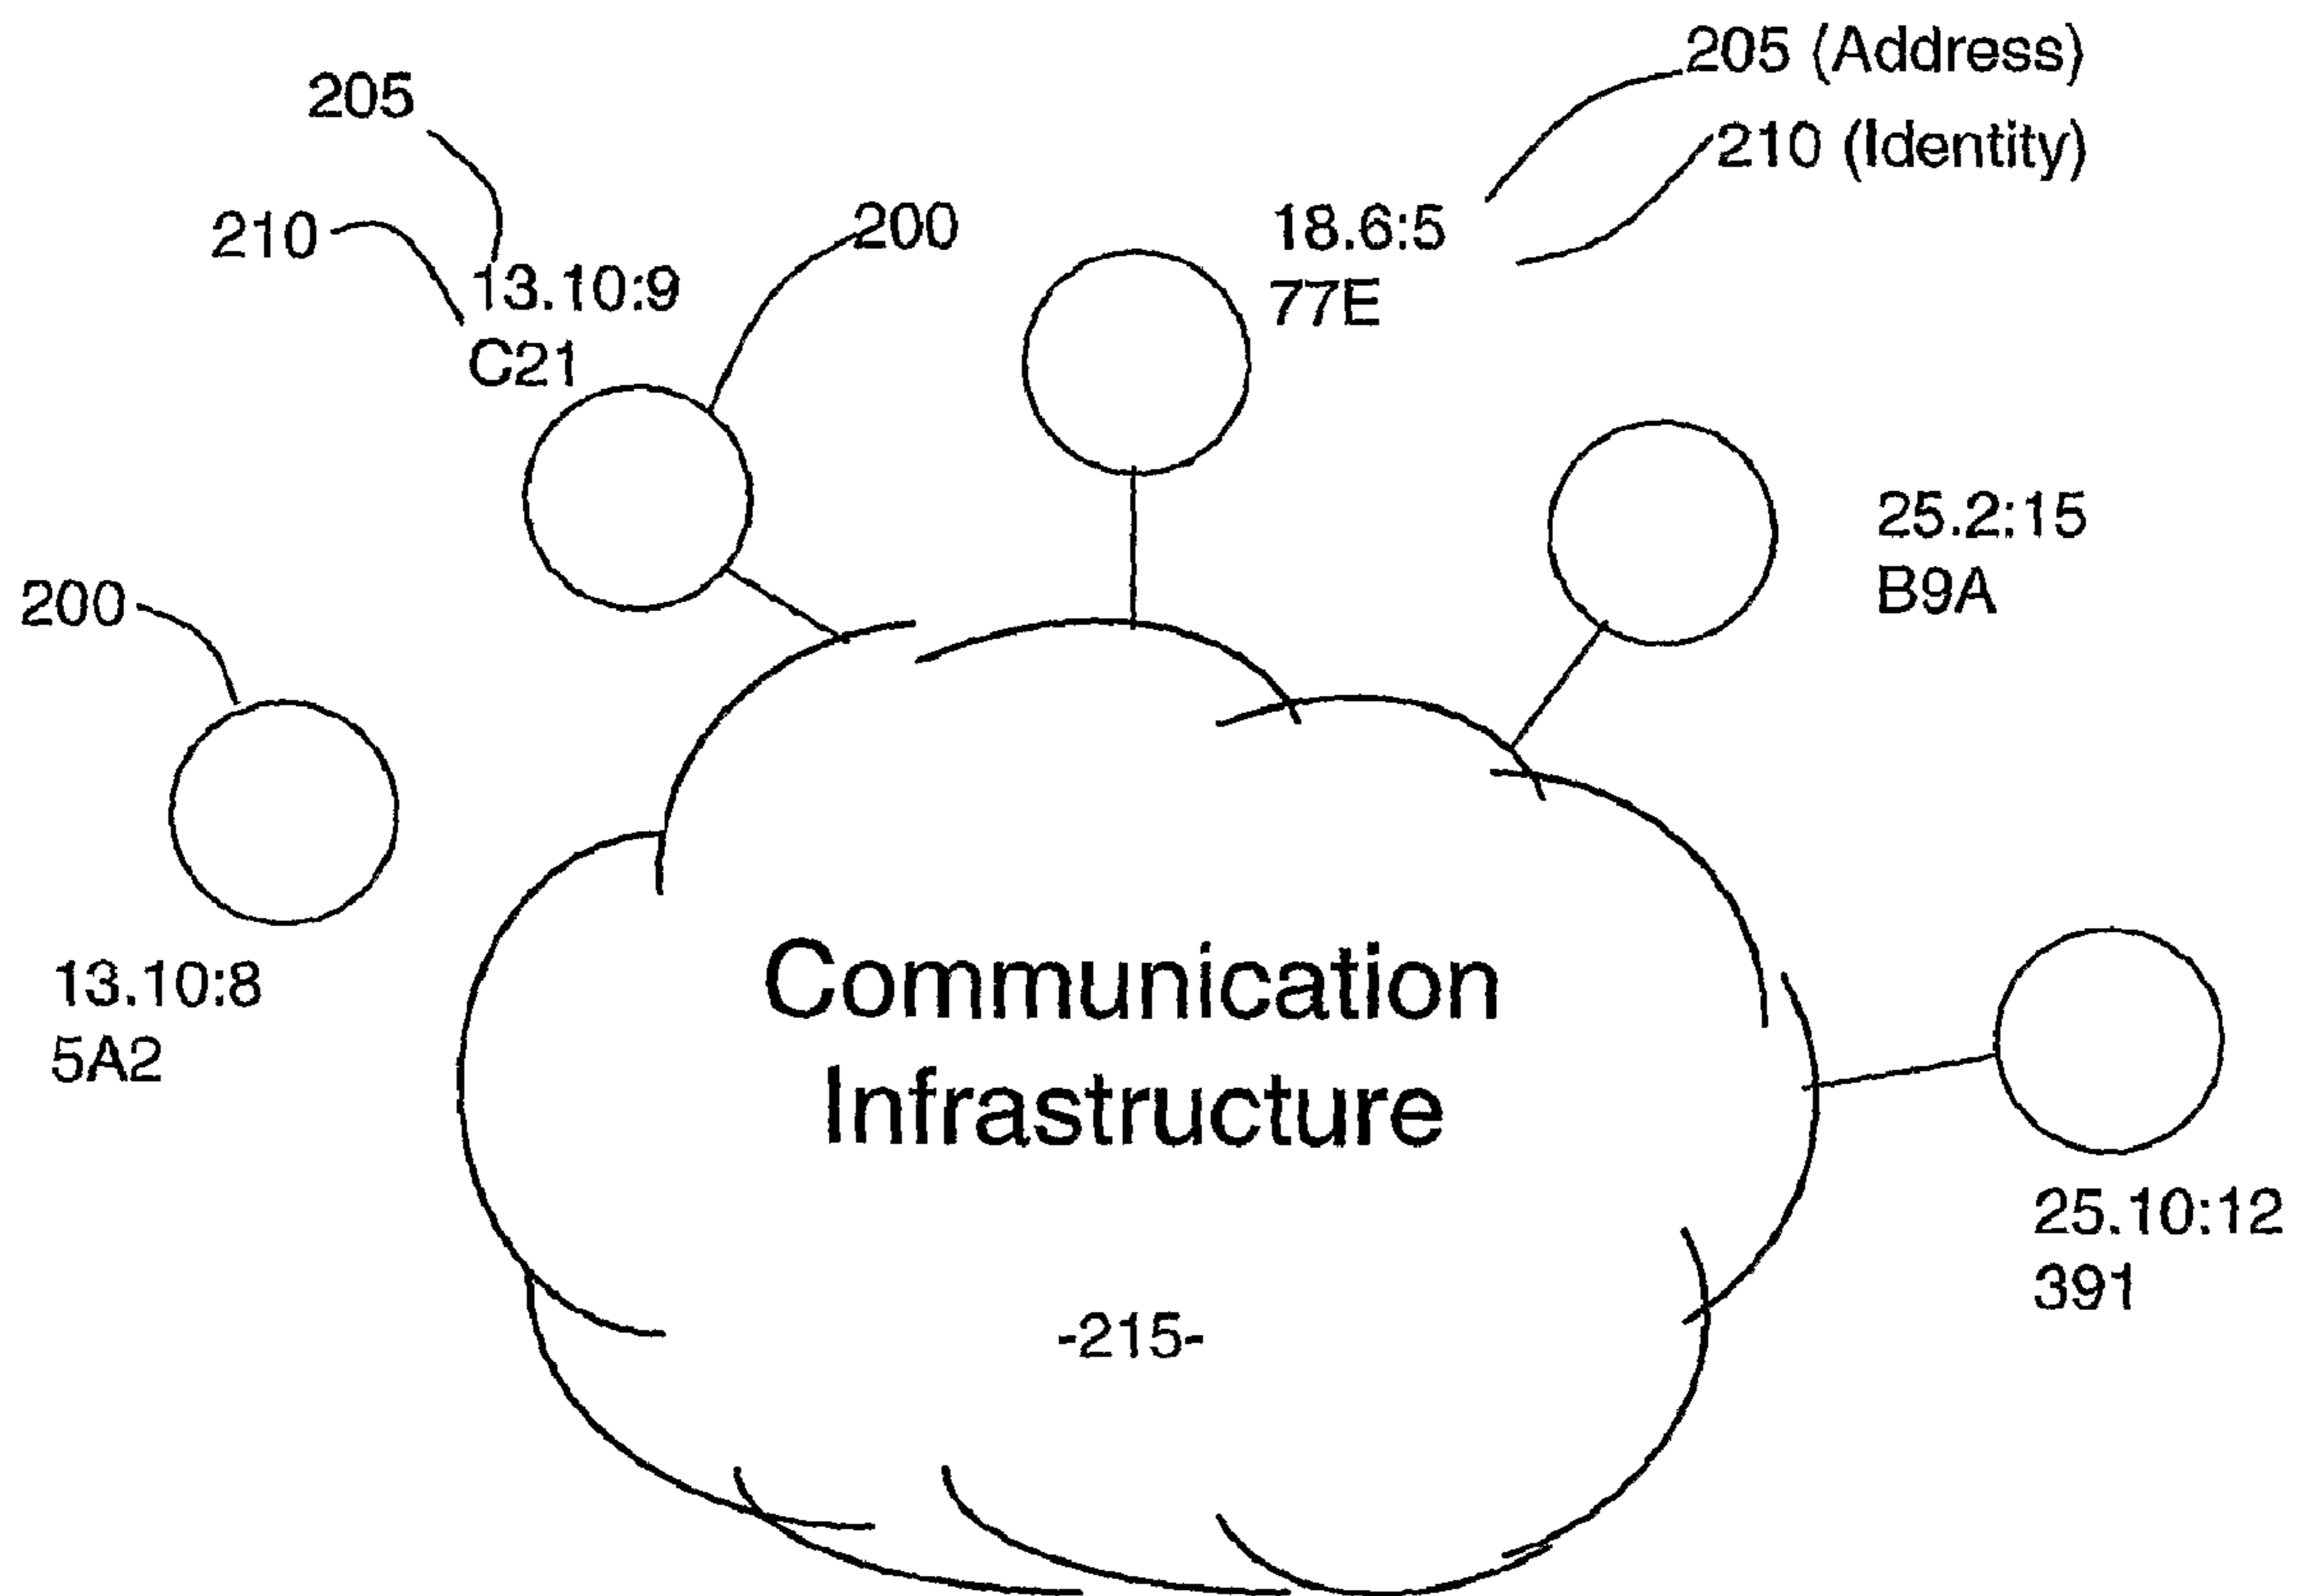 205 (Address)
205
210 (Identity)
210
200
18.6:5
77E
13.10:9
C21
25.2:15
B9A
200
13.10:8
5A2
Communication
Infrastructure
25.10:12
391
-215-